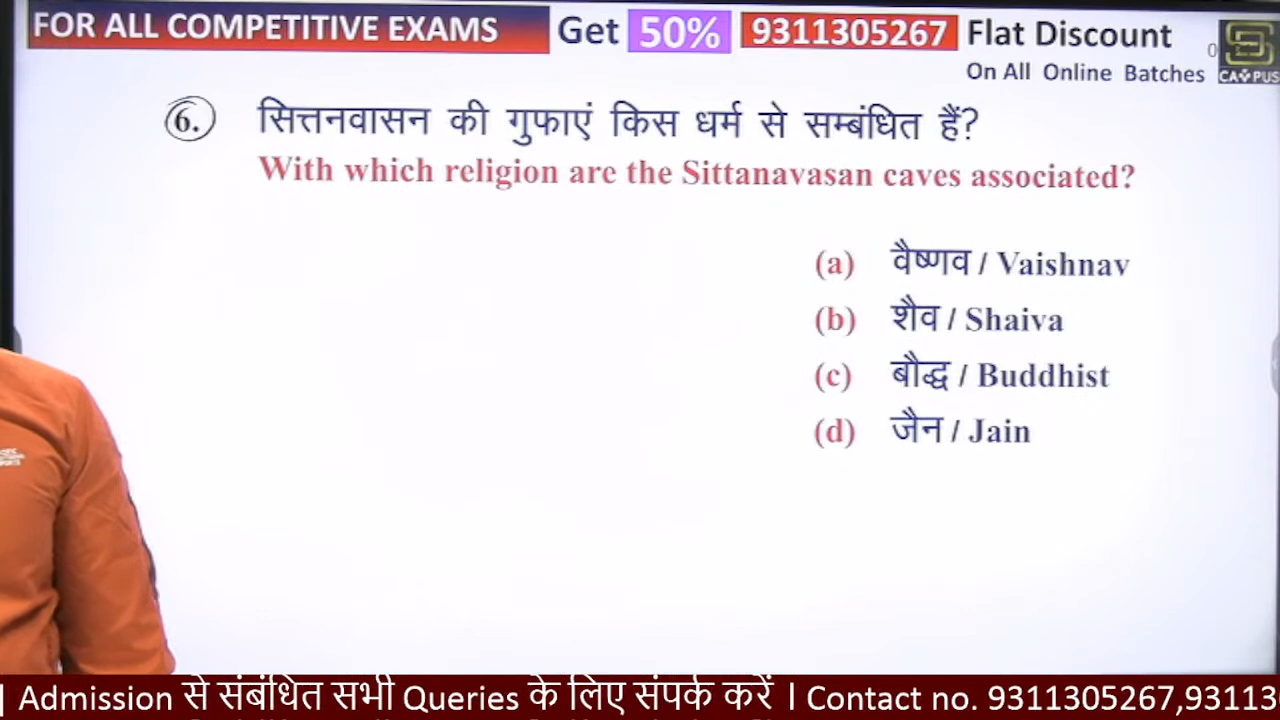 FOR ALL COMPETITIVE EXAMS Get 50% 9311305267 Flat Discount
On All Online Batches
CAMPUS
6. सित्तनवासन की गुफाएं किस धर्म से सम्बंधित हैं?
With which religion are the Sittanavasan caves associated?
(a) वैष्णव / Vaishnav
(b) शैव / Shaiva
(c) बौद्ध / Buddhist
(d) जैन / Jain
| Admission से संबंधित सभी Queries के लिए संपर्क करें । Contact no. 9311305267,93113